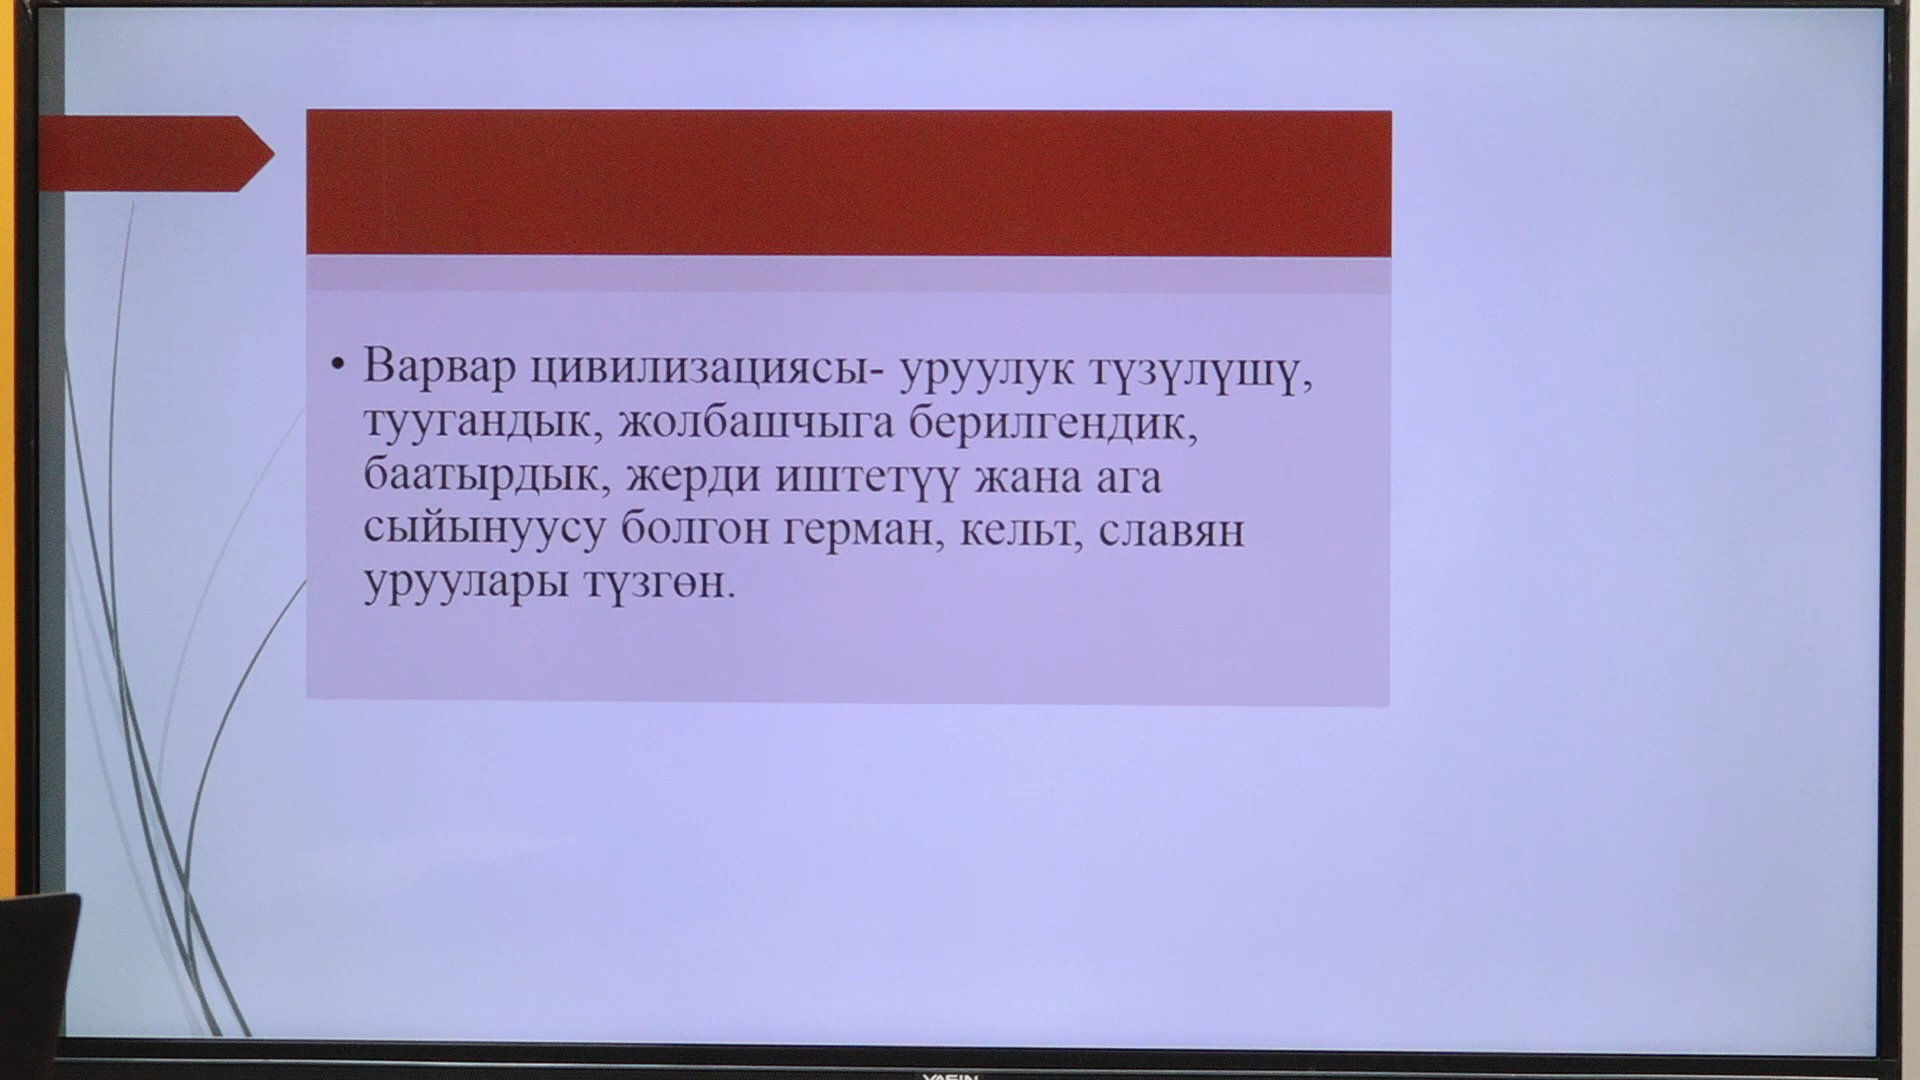 • Варвар цивилизациясы- уруулук түзүлүшү,
туугандык, жолбашчыга берилгендик,
баатырдык, жерди иштетүү жана ага
сыйынуусу болгон герман, кельт, славян
уруулары түзгөн.